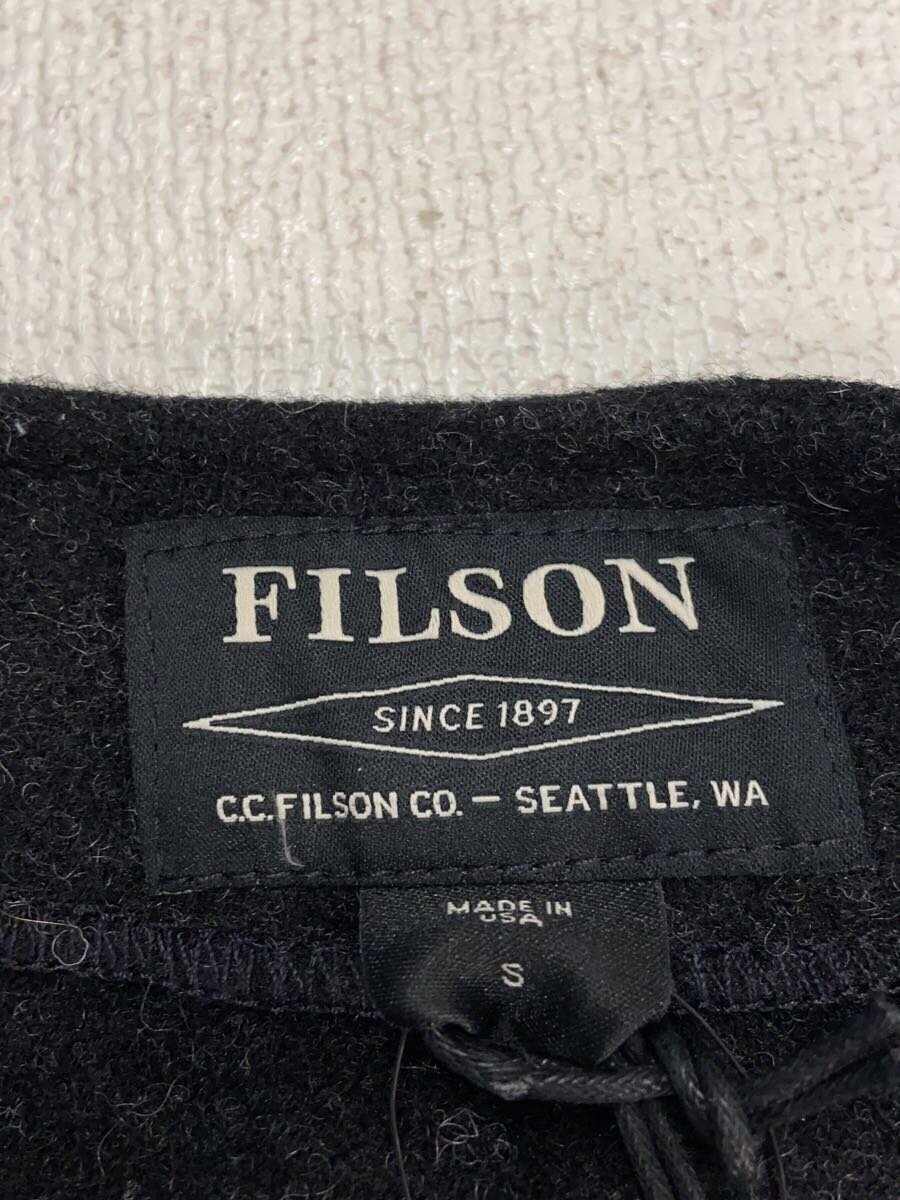 FILSON
SINCE 1897
C.C.FILSON CO. — SEATTLE, WA
MADE IN
USA
S